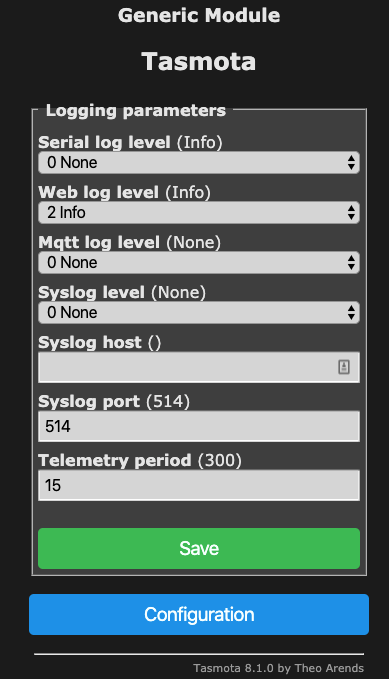 Generic Module
Tasmota
Logging parameters
Serial log level (Info)
0 None
Web log level (Info)
2 Info
Mqtt log level (None)
0 None
Syslog level (None)
0 None
Syslog host ()
Syslog port (514)
514
Telemetry period (300)
15
Save
Configuration
Tasmota 8.1.0 by Theo Arends